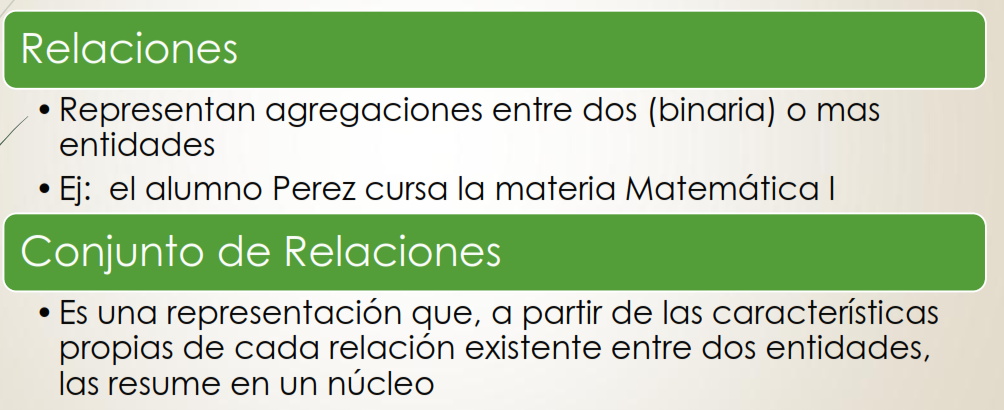 Relaciones
• Representan agregaciones entre dos (binaria) o mas
entidades
• Ej:  el alumno Perez cursa la materia Matemática I
Conjunto de Relaciones
• Es una representación que, a partir de las características
propias de cada relación existente entre dos entidades,
las resume en un núcleo